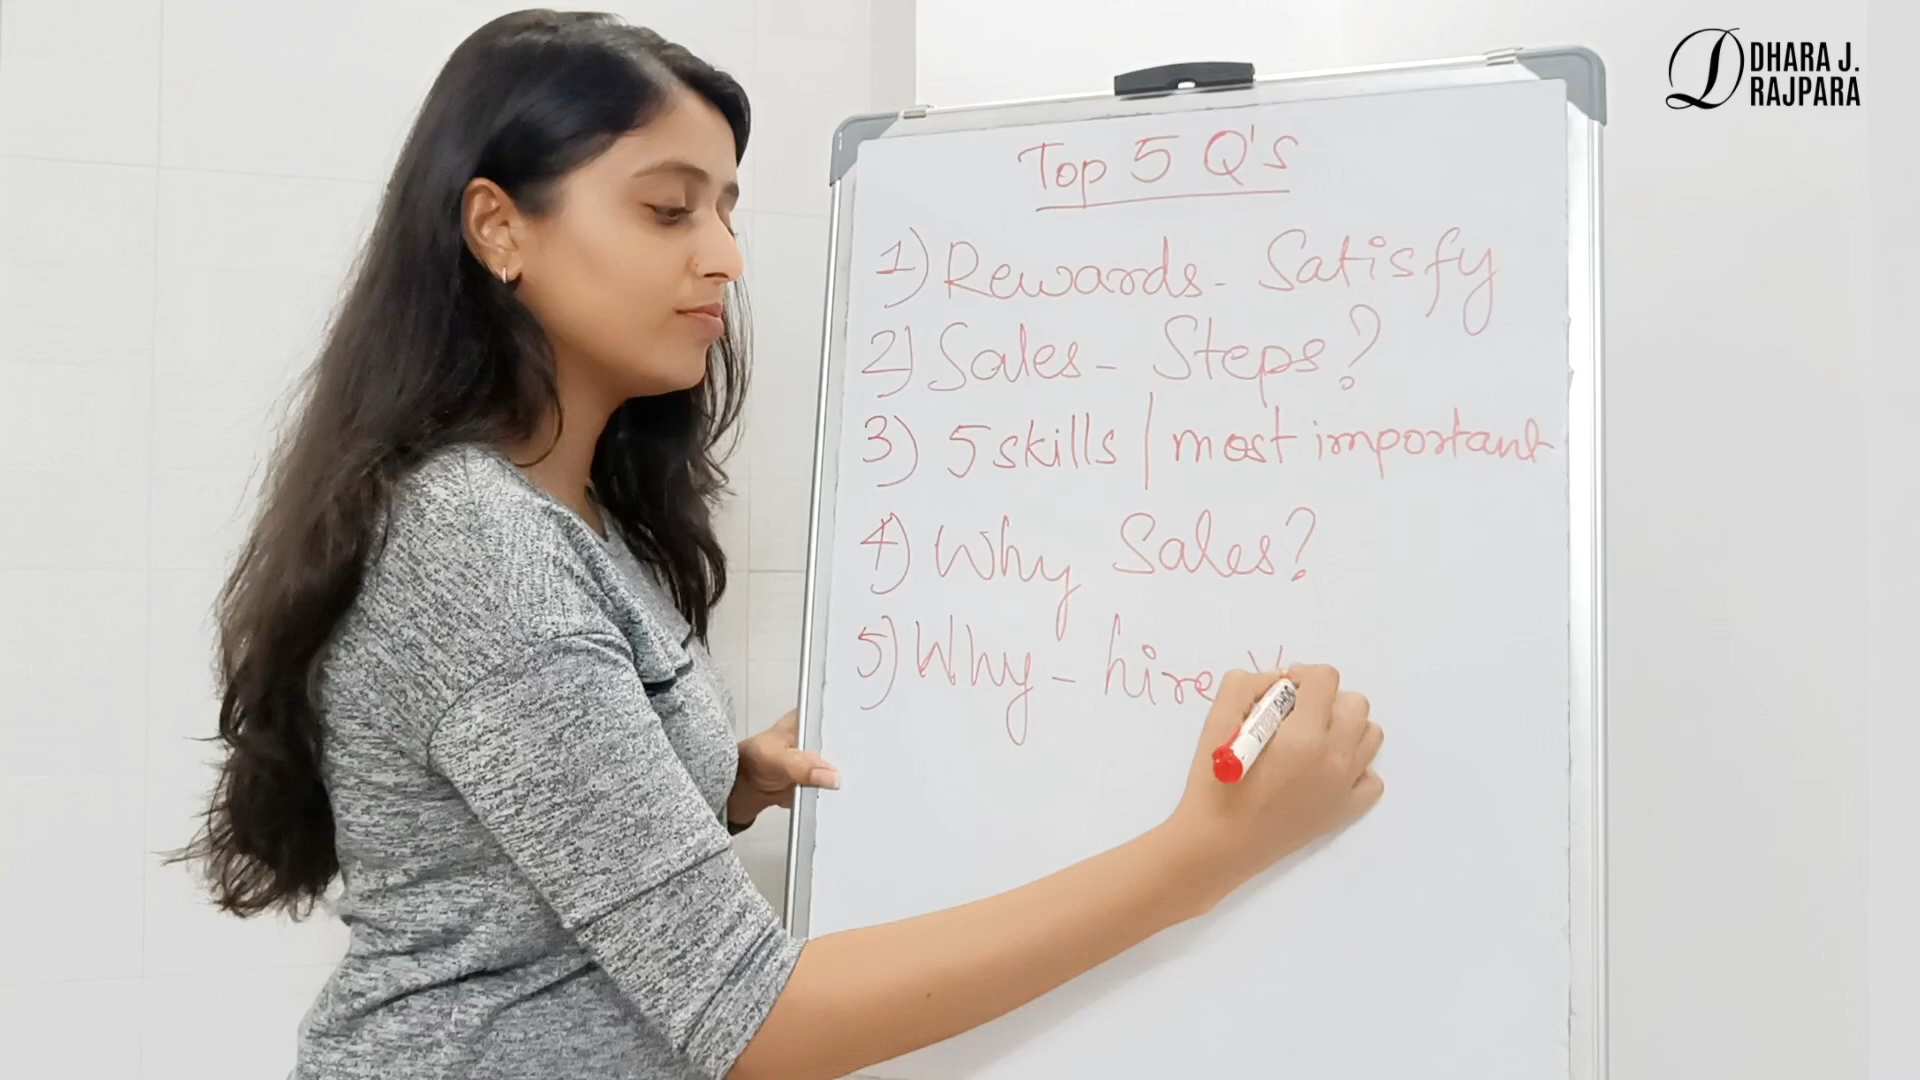 DHARA J.
RAJPARA
Top 5 Q's
1) Rewards - Satisfy
2) Sales - Steps?
3) 5 skills / most important
4) Why Sales?
5) Why - hire